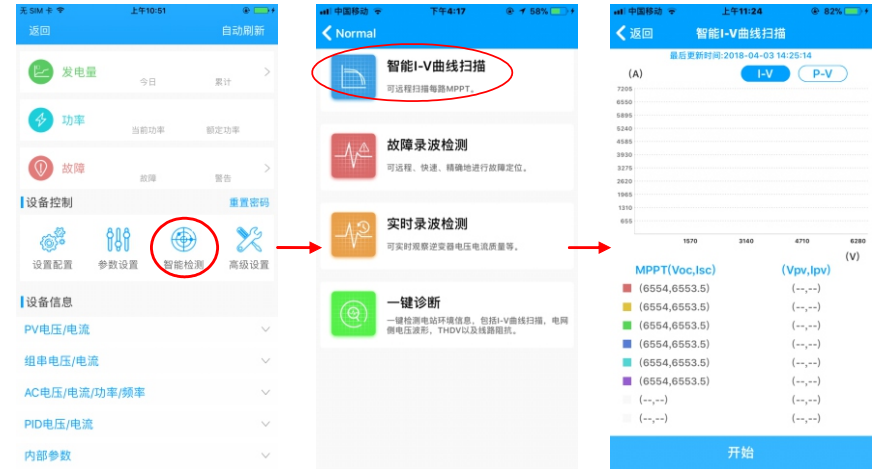 无 SIM 卡
上午10:51
返回
自动刷新
发电量
今日
累计
功率
当前功率
额定功率
故障
故障
警告
设备控制
重置密码
设置配置
参数设置
智能检测
高级设置
设备信息
PV电压/电流
组串电压/电流
AC电压/电流/功率/频率
PID电压/电流
内部参数
中国移动
下午4:17
58%
Normal
智能I-V曲线扫描
可远程扫描每路MPPT。
故障录波检测
可远程、快速、精确地进行故障定位。
实时录波检测
可实时观察逆变器电压电流质量等。
一键诊断
一键检测电站环境信息，包括I-V曲线扫描，电网
侧电压波形，THDV以及线路阻抗。
中国移动
上午11:24
82%
返回
智能I-V曲线扫描
最后更新时间:2018-04-03 14:25:14
(A)
I-V
P-V
7205
6550
5895
5240
4585
3930
3275
2620
1965
1310
655
1570
3140
4710
6280
(V)
MPPT(Voc,Isc)
(Vpv,Ipv)
(6554,6553.5)
(--,--)
(6554,6553.5)
(--,--)
(6554,6553.5)
(--,--)
(6554,6553.5)
(--,--)
(6554,6553.5)
(--,--)
(6554,6553.5)
(--,--)
(--,--)
(--,--)
(--,--)
(--,--)
开始